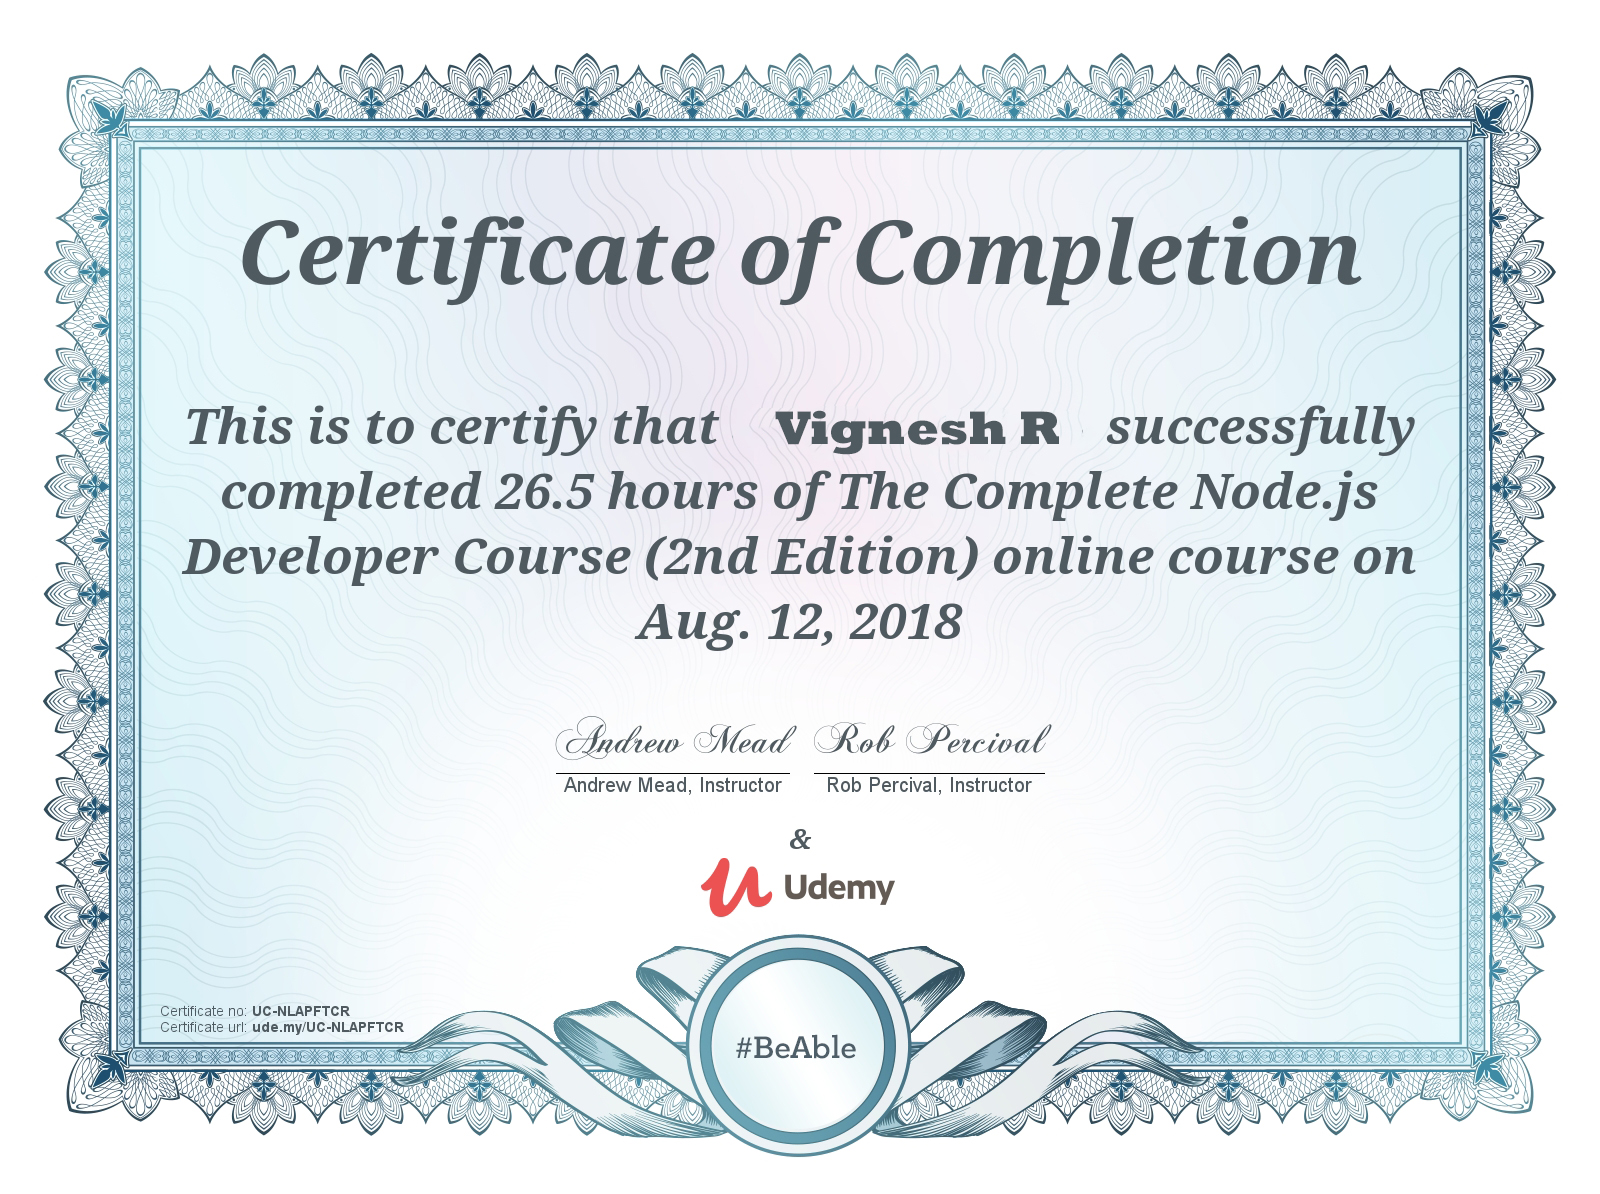 Certificate of Completion
This is to certify that Vignesh R successfully
completed 26.5 hours of The Complete Node.js
Developer Course (2nd Edition) online course on
Aug. 12, 2018
Andrew Mead Rob Percival
Andrew Mead, Instructor Rob Percival, Instructor
&
Udemy
Certificate no: UC-NLAPFTCR
Certificate url: ude.my/UC-NLAPFTCR
#BeAble